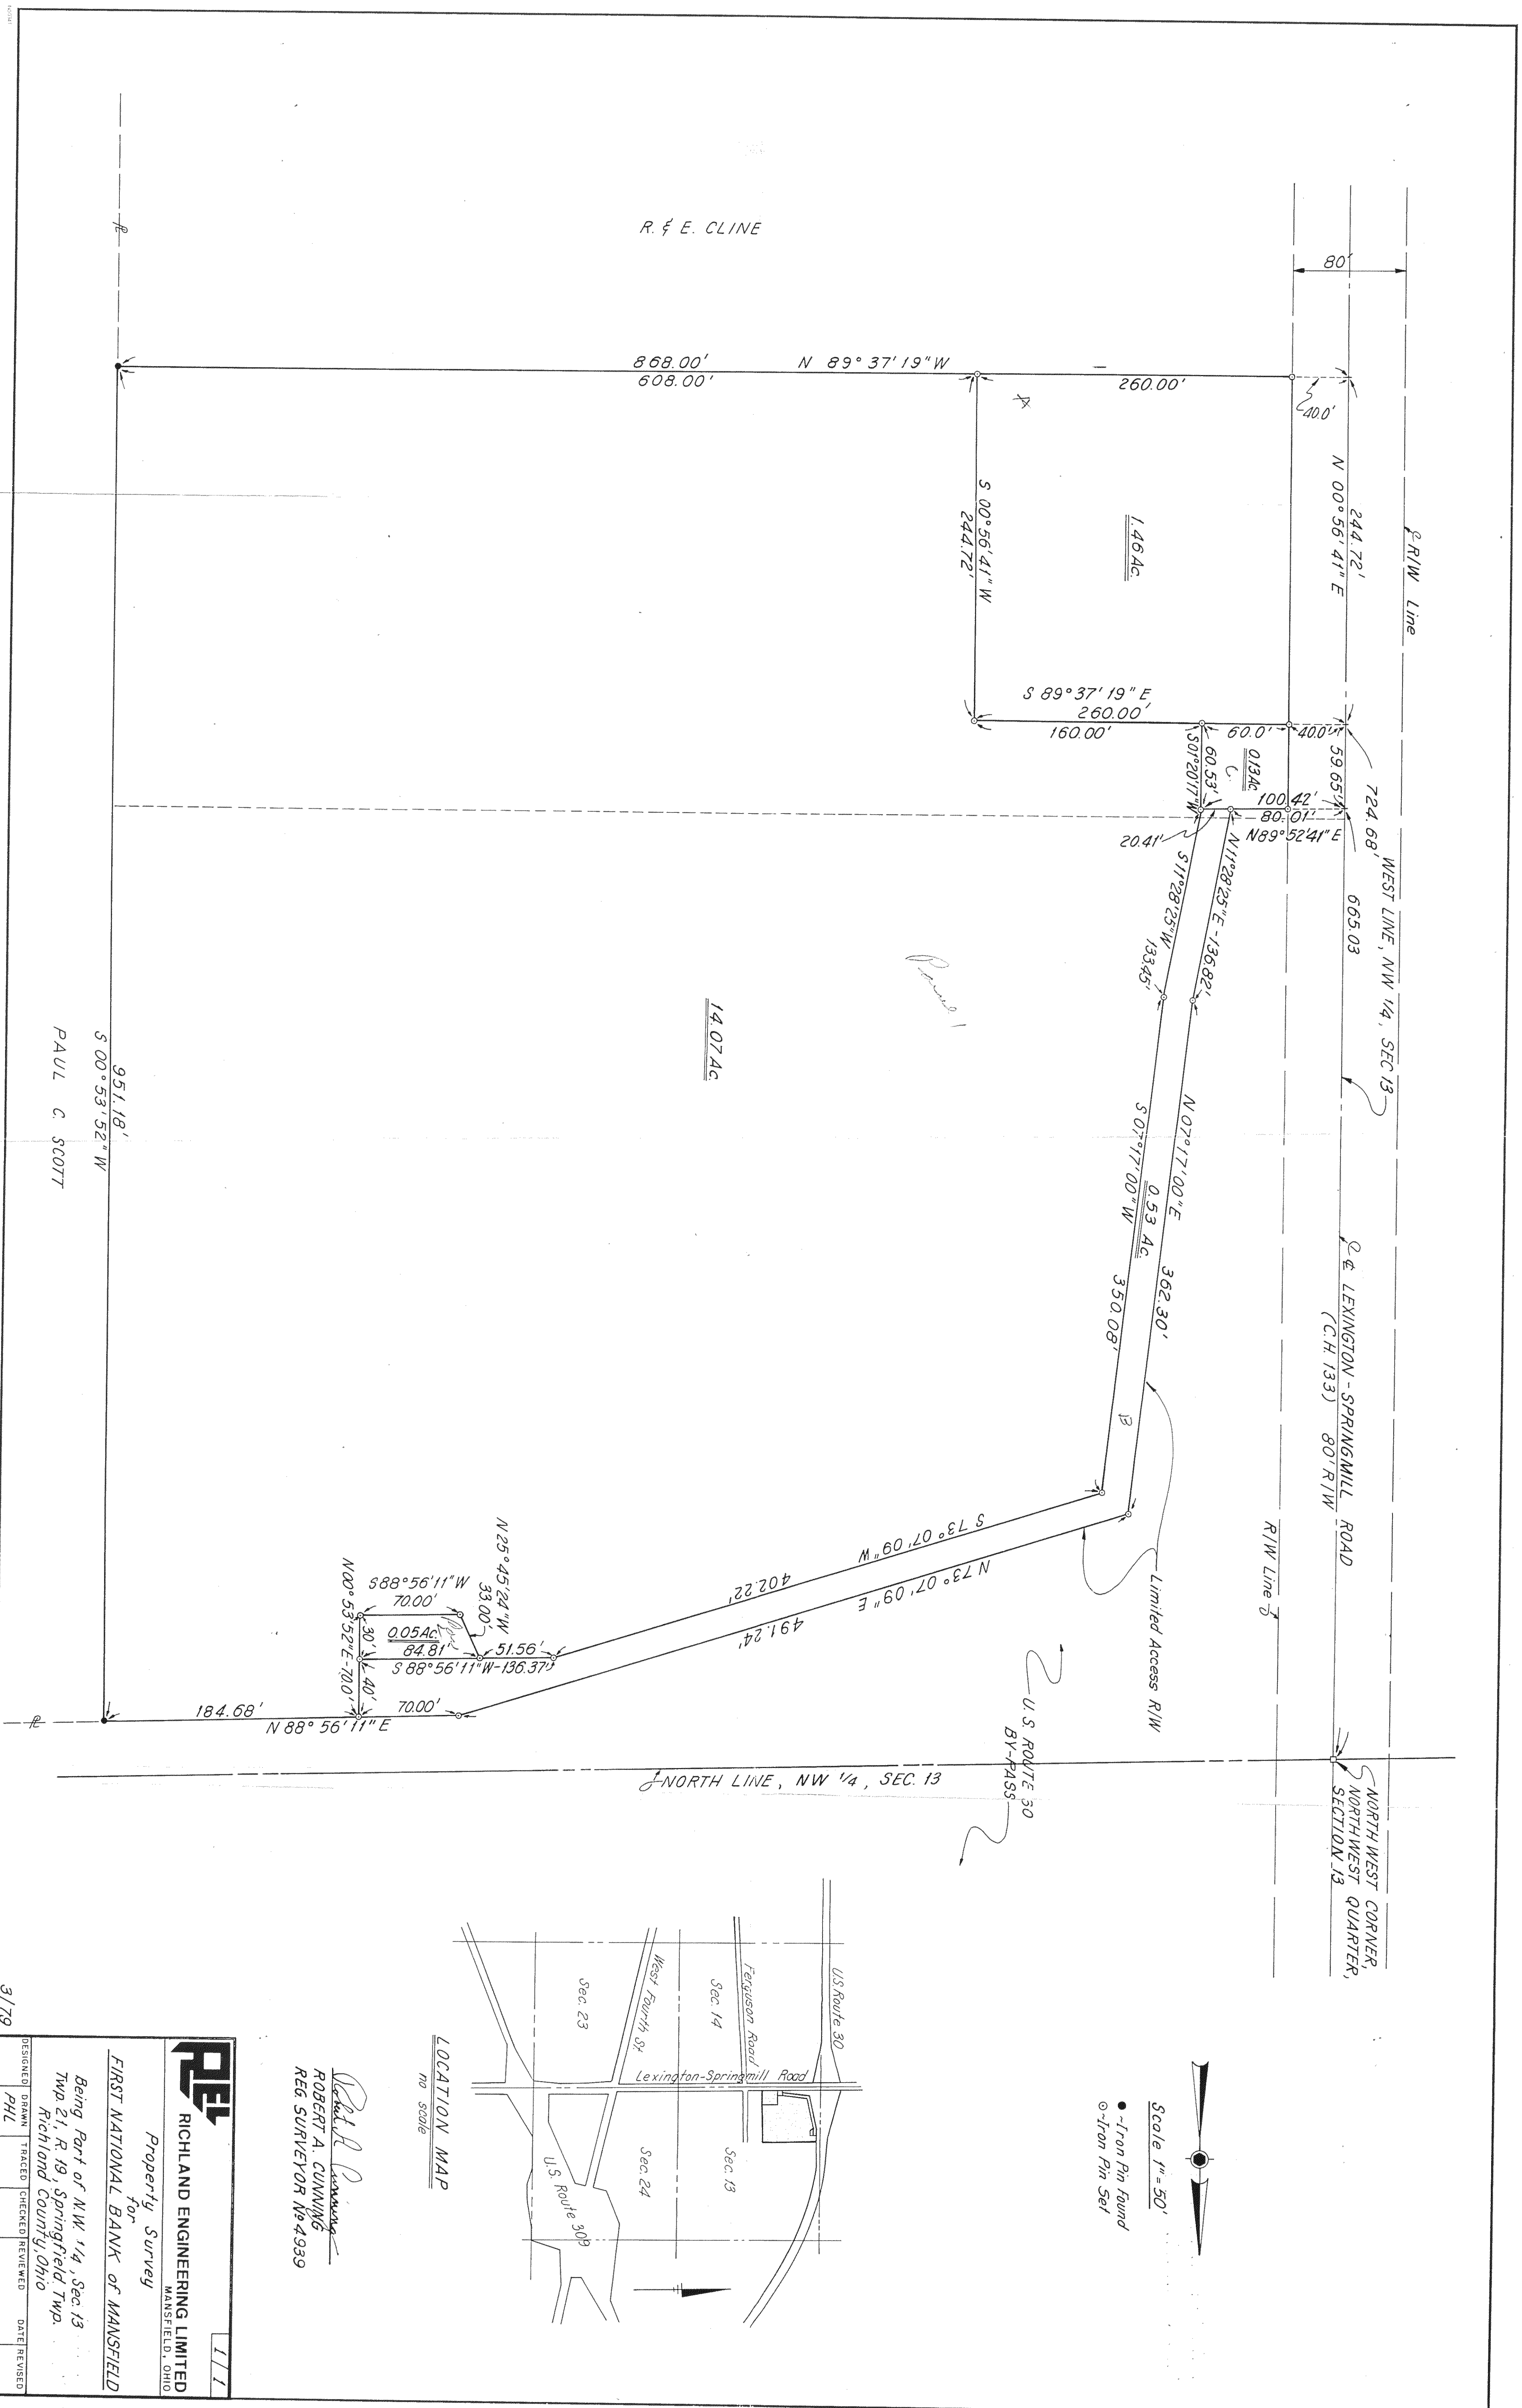 R. & E. CLINE
80'
℄ R/W Line
868.00' N 89° 37' 19" W
608.00'
260.00'
40.0'
A
244.72'
N 00° 56' 41" E
1.46 Ac.
S 00° 56' 41" W
244.72'
S 89° 37' 19" E
260.00'
160.00'
60.0'
40.0'
59.65'
724.68'
0.13 Ac.
C.
60.53'
S 01° 20' 17" W
100.42'
80.01'
N 89° 52' 41" E
20.41'
WEST LINE, NW 1/4, SEC 13
665.03
N 11° 28' 25" E - 136.82'
S 11° 28' 25" W
133.45'
14.07 Ac.
N 07° 17' 00" E 362.30'
0.53 Ac.
S 07° 17' 00" W 350.08'
B
℄ LEXINGTON - SPRINGMILL ROAD
(C.H. 133) 80' R/W
R/W Line
951.18'
S 00° 53' 52" W
PAUL C. SCOTT
S 73° 07' 09" W 402.22'
N 73° 07' 09" E 491.24'
Limited Access R/W
N 25° 45' 24" W
33.00'
S 88° 56' 11" W
70.00'
0.05 Ac.
30'
84.81'
51.56'
S 88° 56' 11" W - 136.37'
N 00° 53' 52" E - 70.0'
40'
184.68'
70.00'
N 88° 56' 11" E
℄
U.S. ROUTE 30
BY-PASS
NORTH LINE, NW 1/4, SEC. 13
NORTHWEST CORNER,
NORTHWEST QUARTER,
SECTION 13
Scale 1" = 50'
● ~ Iron Pin Found
⊙ ~ Iron Pin Set
US Route 30
Ferguson Road
Sec. 14
West Fourth St.
Sec. 23
Lexington-Springmill Road
Sec. 13
Sec. 24
U.S. Route 309
LOCATION MAP
no scale
Robert A. Cunning
ROBERT A. CUNNING
REG. SURVEYOR No 4939
1/1
REL RICHLAND ENGINEERING LIMITED
MANSFIELD, OHIO
Property Survey
for
FIRST NATIONAL BANK of MANSFIELD
Being Part of N.W. 1/4, Sec. 13
Twp. 21, R. 19, Springfield Twp.
Richland County, Ohio
DESIGNED DRAWN TRACED CHECKED REVIEWED DATE REVISED
PHL
3/79